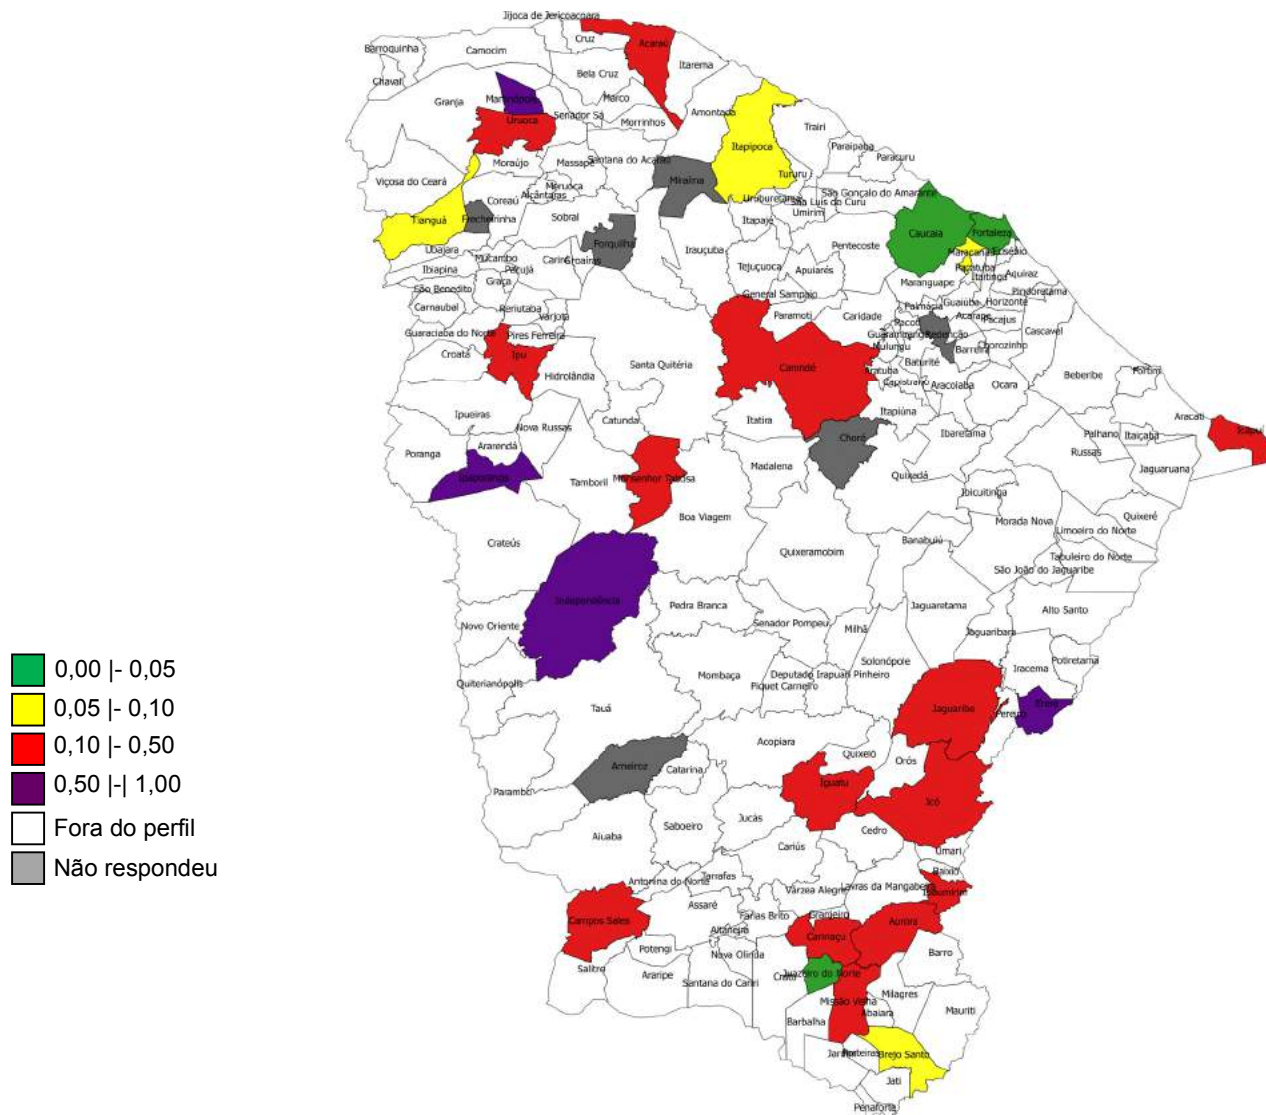 Jijoca de Jericoacoara
Cruz
Acaraú
Barroquinha
Camocim
Itarema
Chaval
Bela Cruz
Granja
Martinópole
Marco
Amontada
Uruoca
Senador Sá
Morrinhos
Trairi
Itapipoca
Paraipaba
Moraújo
Massapê
Santana do Acaraú
Paracuru
Viçosa do Ceará
Miraíma
Tururu
Meruoca
Alcântaras
Uruburetama
São Gonçalo do Amarante
São Luís do Curu
Coreaú
Umirim
Tianguá
Frecheirinha
Sobral
Itapajé
Caucaia
Fortaleza
Forquilha
Pentecoste
Ubajara
Irauçuba
Maracanaú
Eusébio
Mucambo
Groaíras
Ibiapina
Pacujá
Tejuçuoca
Apuiarés
Pacatuba
Itaitinga
Aquiraz
Graça
Maranguape
São Benedito
General Sampaio
Pindoretama
Carnaubal
Reriutaba
Varjota
Paramoti
Caridade
Palmácia
Guaiúba
Horizonte
Acarape
Pacajus
Pacoti
Guaraciaba do Norte
Pires Ferreira
Guaramiranga
Redenção
Cascavel
Mulungu
Chorozinho
Croatá
Ipu
Barreira
Santa Quitéria
Canindé
Aratuba
Baturité
Hidrolândia
Capistrano
Aracoiaba
Ocara
Beberibe
Fortim
Ipueiras
Nova Russas
Catunda
Itatira
Itapiúna
Aracati
Icapuí
Ararendá
Choró
Ibaretama
Palhano
Itaiçaba
Poranga
Russas
Ipaporanga
Tamboril
Monsenhor Tabosa
Madalena
Quixadá
Jaguaruana
Ibicuitinga
Boa Viagem
Morada Nova
Quixeré
Limoeiro do Norte
Crateús
Quixeramobim
Banabuiú
Tabuleiro do Norte
São João do Jaguaribe
Independência
Pedra Branca
Jaguaretama
Alto Santo
Novo Oriente
Senador Pompeu
Milhã
Jaguaribara
Solonópole
Iracema
Potiretama
Quiterianópolis
Mombaça
Deputado Irapuan Pinheiro
Piquet Carneiro
Tauá
Jaguaribe
Pereiro
Ererê
Acopiara
Quixelô
Orós
Arneiroz
Catarina
Parambu
Iguatu
Icó
Jucás
Saboeiro
Cedro
Aiuaba
Cariús
Umari
Baixio
Tarrafas
Antonina do Norte
Várzea Alegre
Lavras da Mangabeira
Ipaumirim
Assaré
Campos Sales
Farias Brito
Granjeiro
Aurora
Altaneira
Caririaçu
Potengi
Nova Olinda
Barro
Salitre
Araripe
Santana do Cariri
Crato
Juazeiro do Norte
Milagres
Missão Velha
Abaiara
Mauriti
Barbalha
Jardim
Porteiras
Brejo Santo
Jati
Penaforte
0,00 |- 0,05
0,05 |- 0,10
0,10 |- 0,50
0,50 |-| 1,00
Fora do perfil
Não respondeu